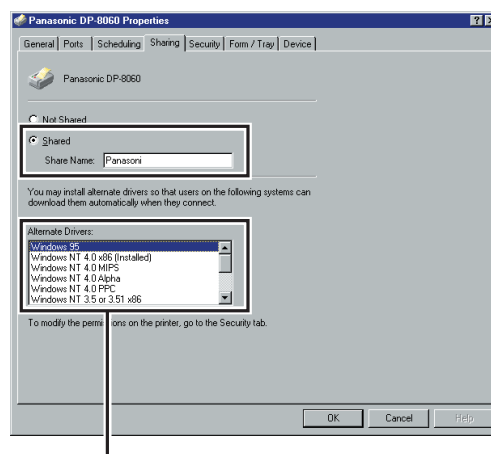 Panasonic DP-8060 Properties
General Ports Scheduling Sharing Security Form / Tray Device
Panasonic DP-8060
Not Shared
Shared
Share Name: Panasoni
You may install alternate drivers so that users on the following systems can
download them automatically when they connect.
Alternate Drivers:
Windows 95
Windows NT 4.0 x86 (Installed)
Windows NT 4.0 MIPS
Windows NT 4.0 Alpha
Windows NT 4.0 PPC
Windows NT 3.5 or 3.51 x86
To modify the permissions on the printer, go to the Security tab.
OK Cancel Help